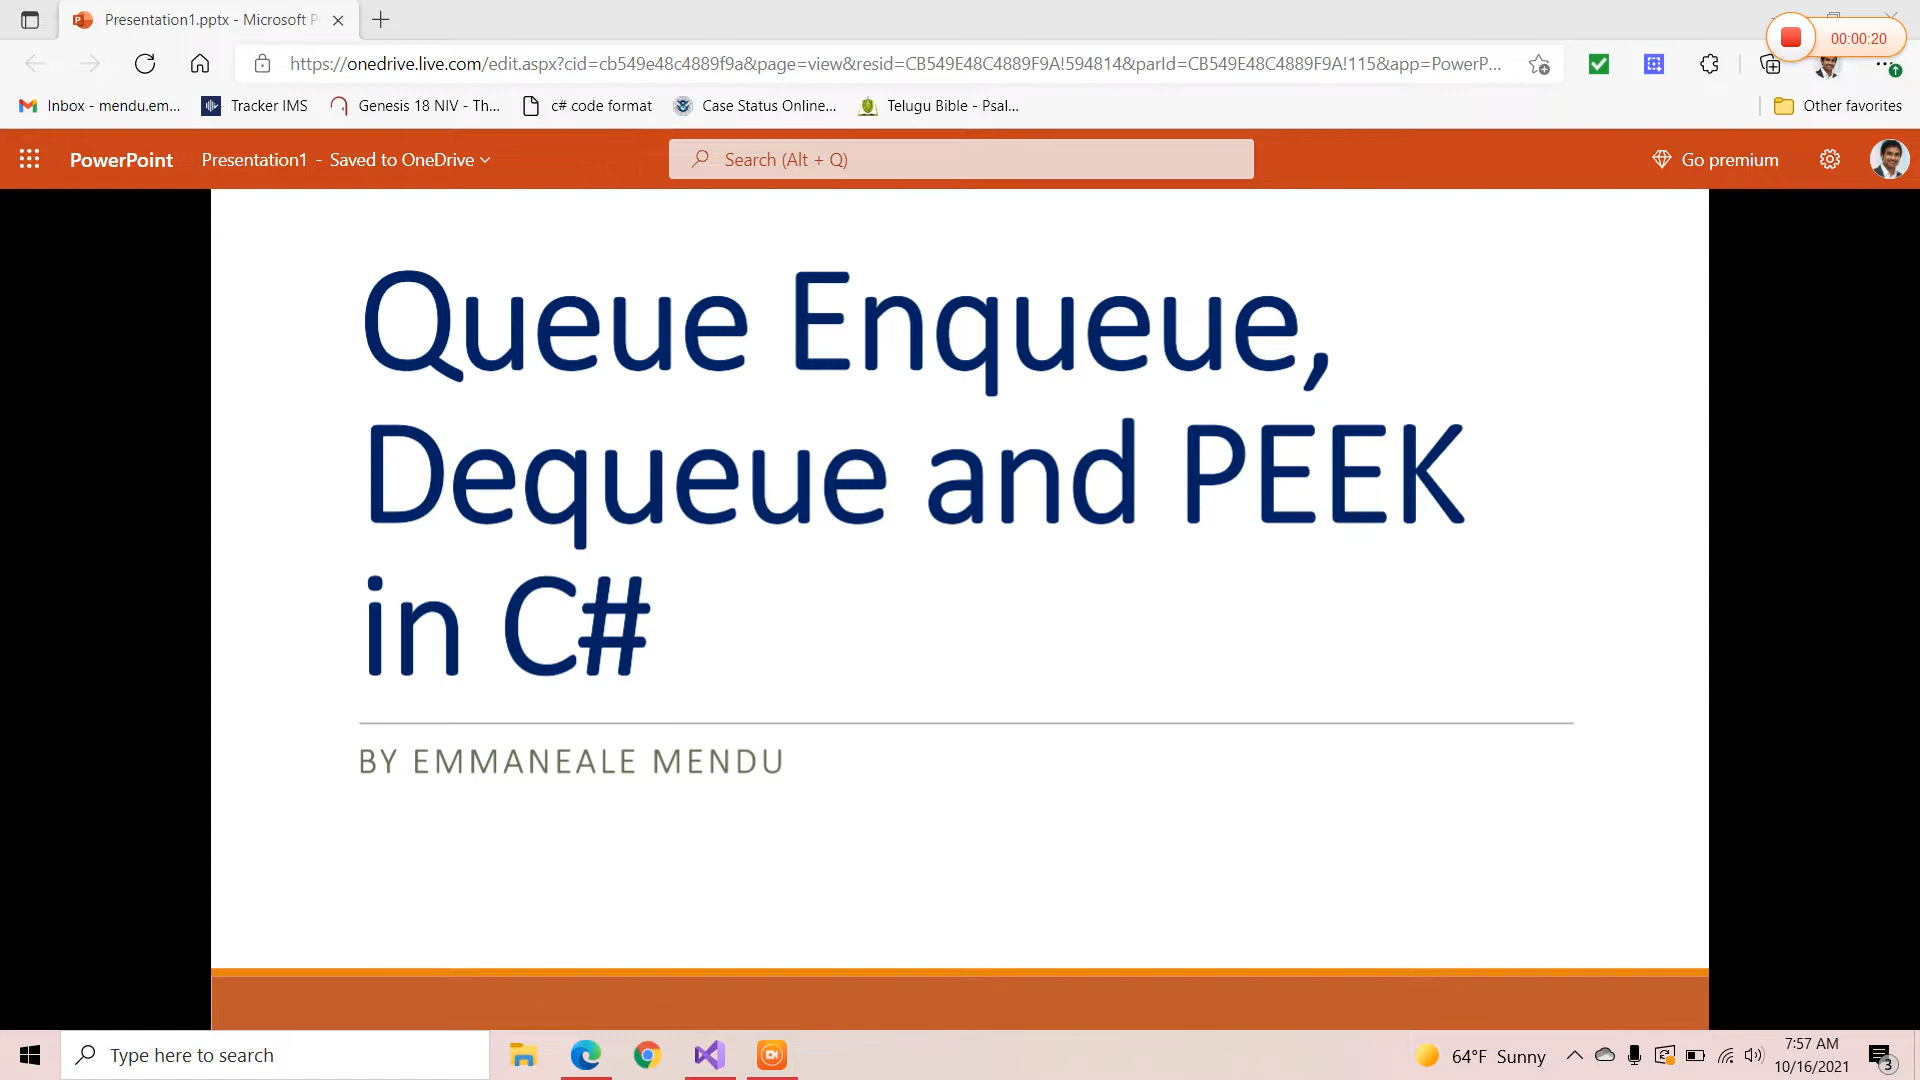 Presentation1.pptx - Microsoft P
00:00:20
https://onedrive.live.com/edit.aspx?cid=cb549e48c4889f9a&page=view&resid=CB549E48C4889F9A!594814&parId=CB549E48C4889F9A!115&app=PowerP...
Inbox - mendu.em... Tracker IMS Genesis 18 NIV - Th... c# code format Case Status Online... Telugu Bible - Psal... Other favorites
PowerPoint Presentation1 - Saved to OneDrive Search (Alt + Q) Go premium
Queue Enqueue,
Dequeue and PEEK
in C#
BY EMMANEALE MENDU
Type here to search 64°F Sunny
7:57 AM
10/16/2021
3